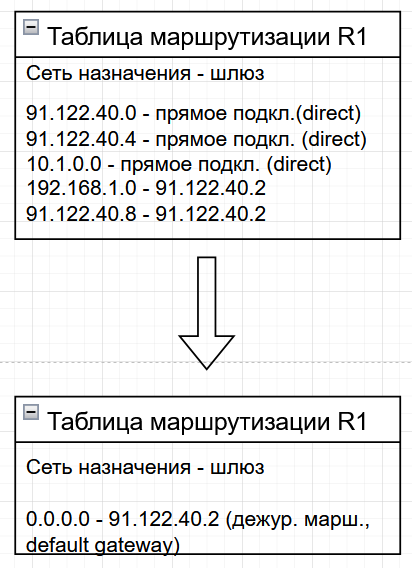 Таблица маршрутизации R1
Сеть назначения - шлюз
91.122.40.0 - прямое подкл.(direct)
91.122.40.4 - прямое подкл. (direct)
10.1.0.0 - прямое подкл. (direct)
192.168.1.0 - 91.122.40.2
91.122.40.8 - 91.122.40.2
Таблица маршрутизации R1
Сеть назначения - шлюз
0.0.0.0 - 91.122.40.2 (дежур. марш.,
default gateway)